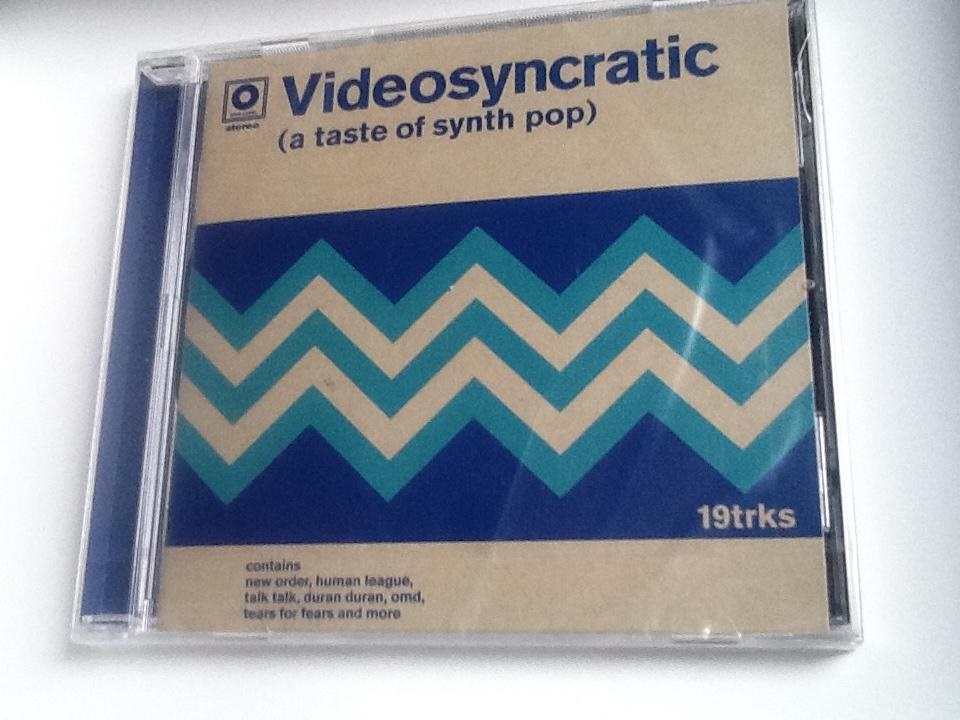 Videosyncratic
stereo
(a taste of synth pop)
19trks
contains
new order, human league,
talk talk, duran duran, omd,
tears for fears and more